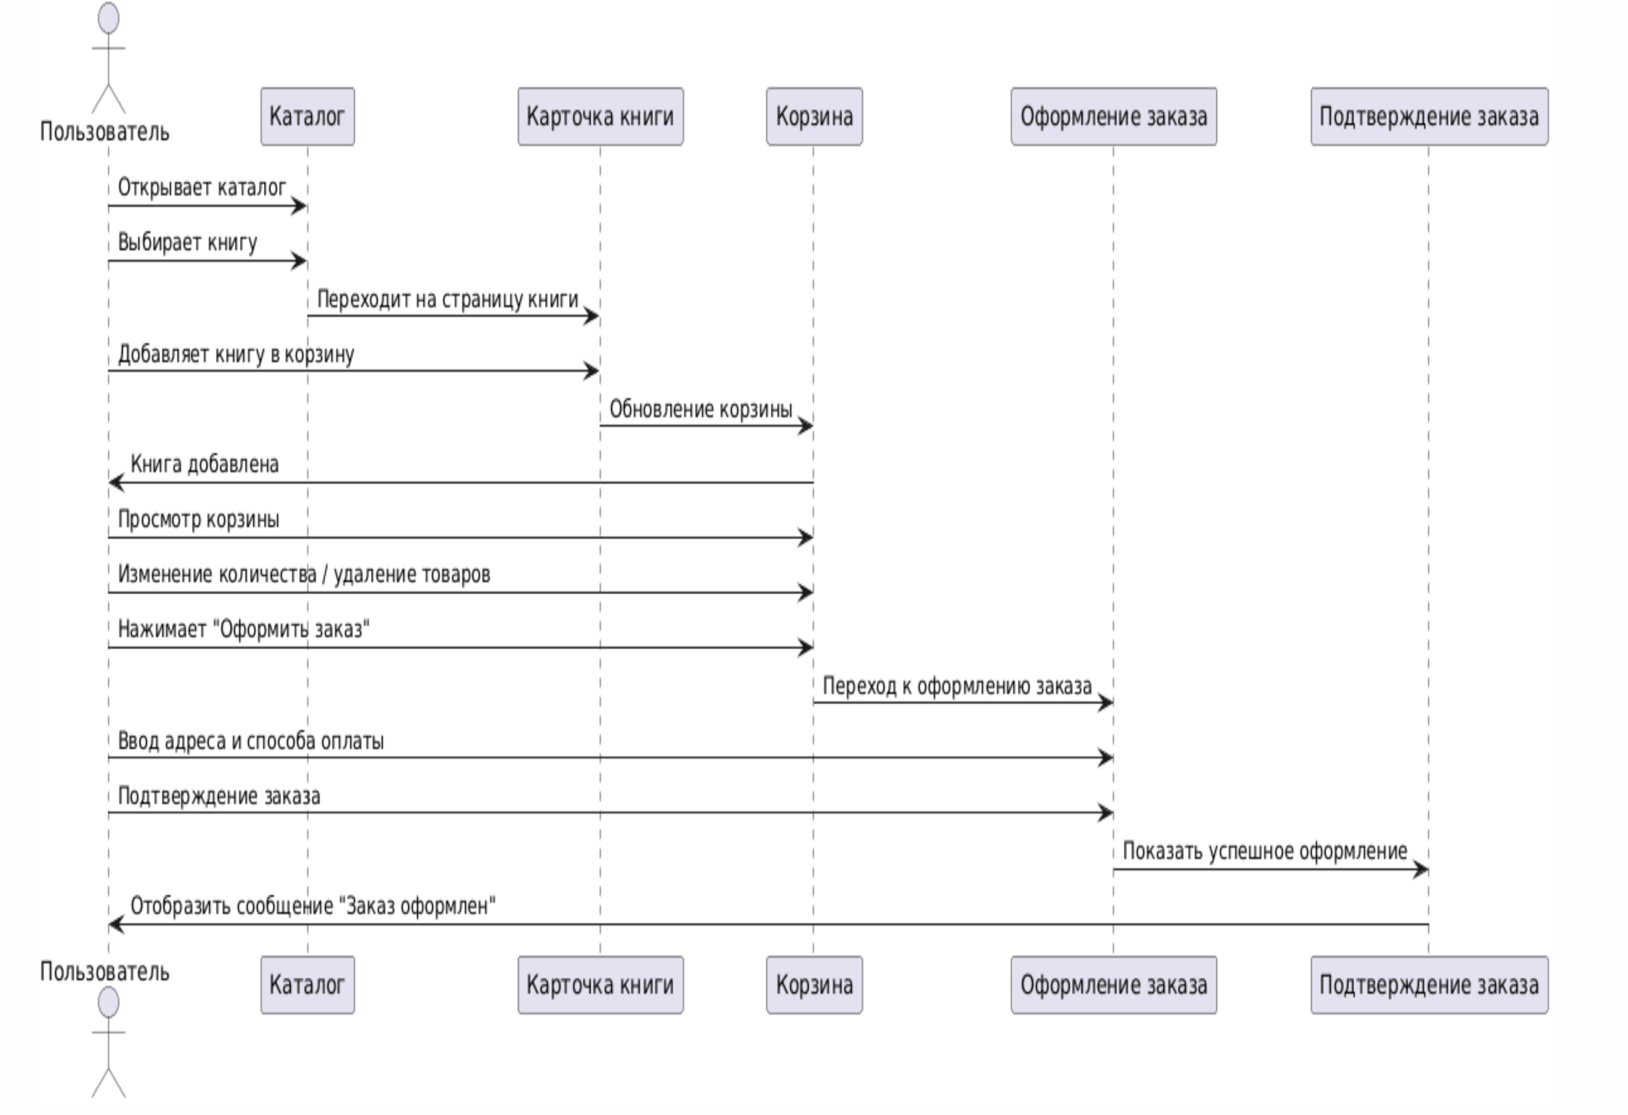 Пользователь
Каталог
Карточка книги
Корзина
Оформление заказа
Подтверждение заказа
Открывает каталог
Выбирает книгу
Переходит на страницу книги
Добавляет книгу в корзину
Обновление корзины
Книга добавлена
Просмотр корзины
Изменение количества / удаление товаров
Нажимает "Оформить заказ"
Переход к оформлению заказа
Ввод адреса и способа оплаты
Подтверждение заказа
Показать успешное оформление
Отобразить сообщение "Заказ оформлен"
Пользователь
Каталог
Карточка книги
Корзина
Оформление заказа
Подтверждение заказа